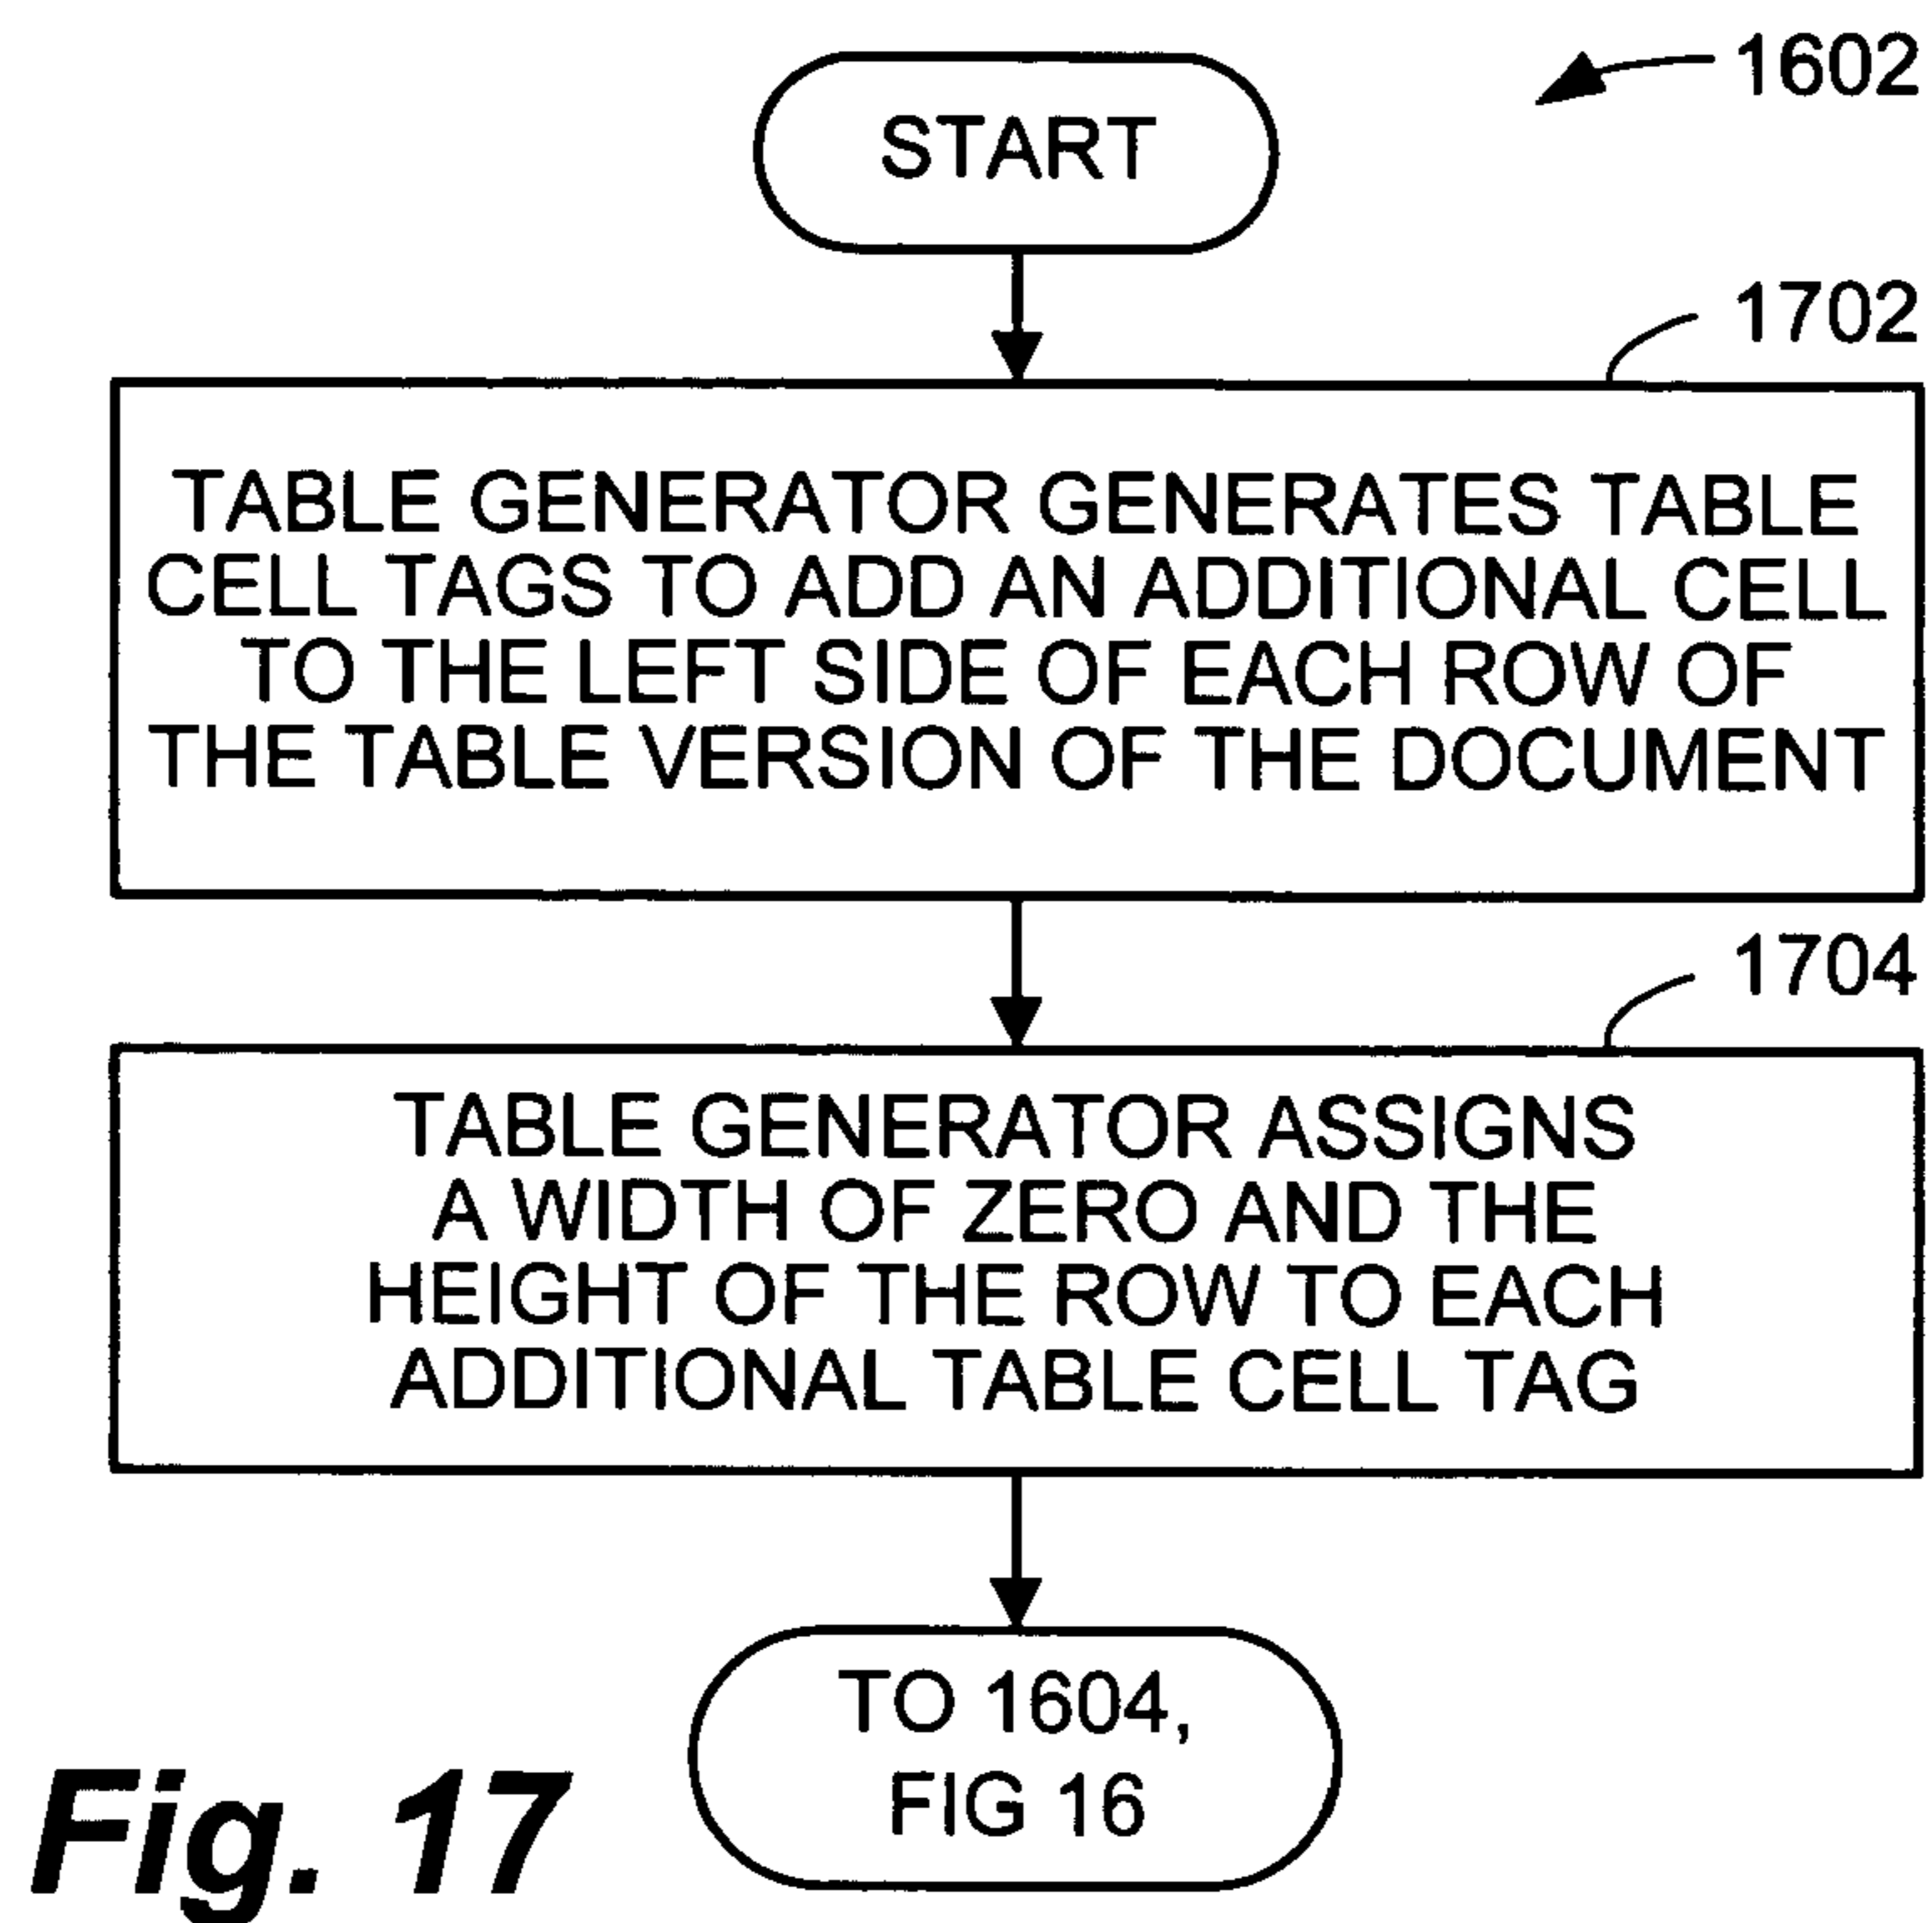 1602
START
1702
TABLE GENERATOR GENERATES TABLE
CELL TAGS TO ADD AN ADDITIONAL CELL
TO THE LEFT SIDE OF EACH ROW OF
THE TABLE VERSION OF THE DOCUMENT
1704
TABLE GENERATOR ASSIGNS
A WIDTH OF ZERO AND THE
HEIGHT OF THE ROW TO EACH
ADDITIONAL TABLE CELL TAG
TO 1604,
FIG 16
Fig. 17